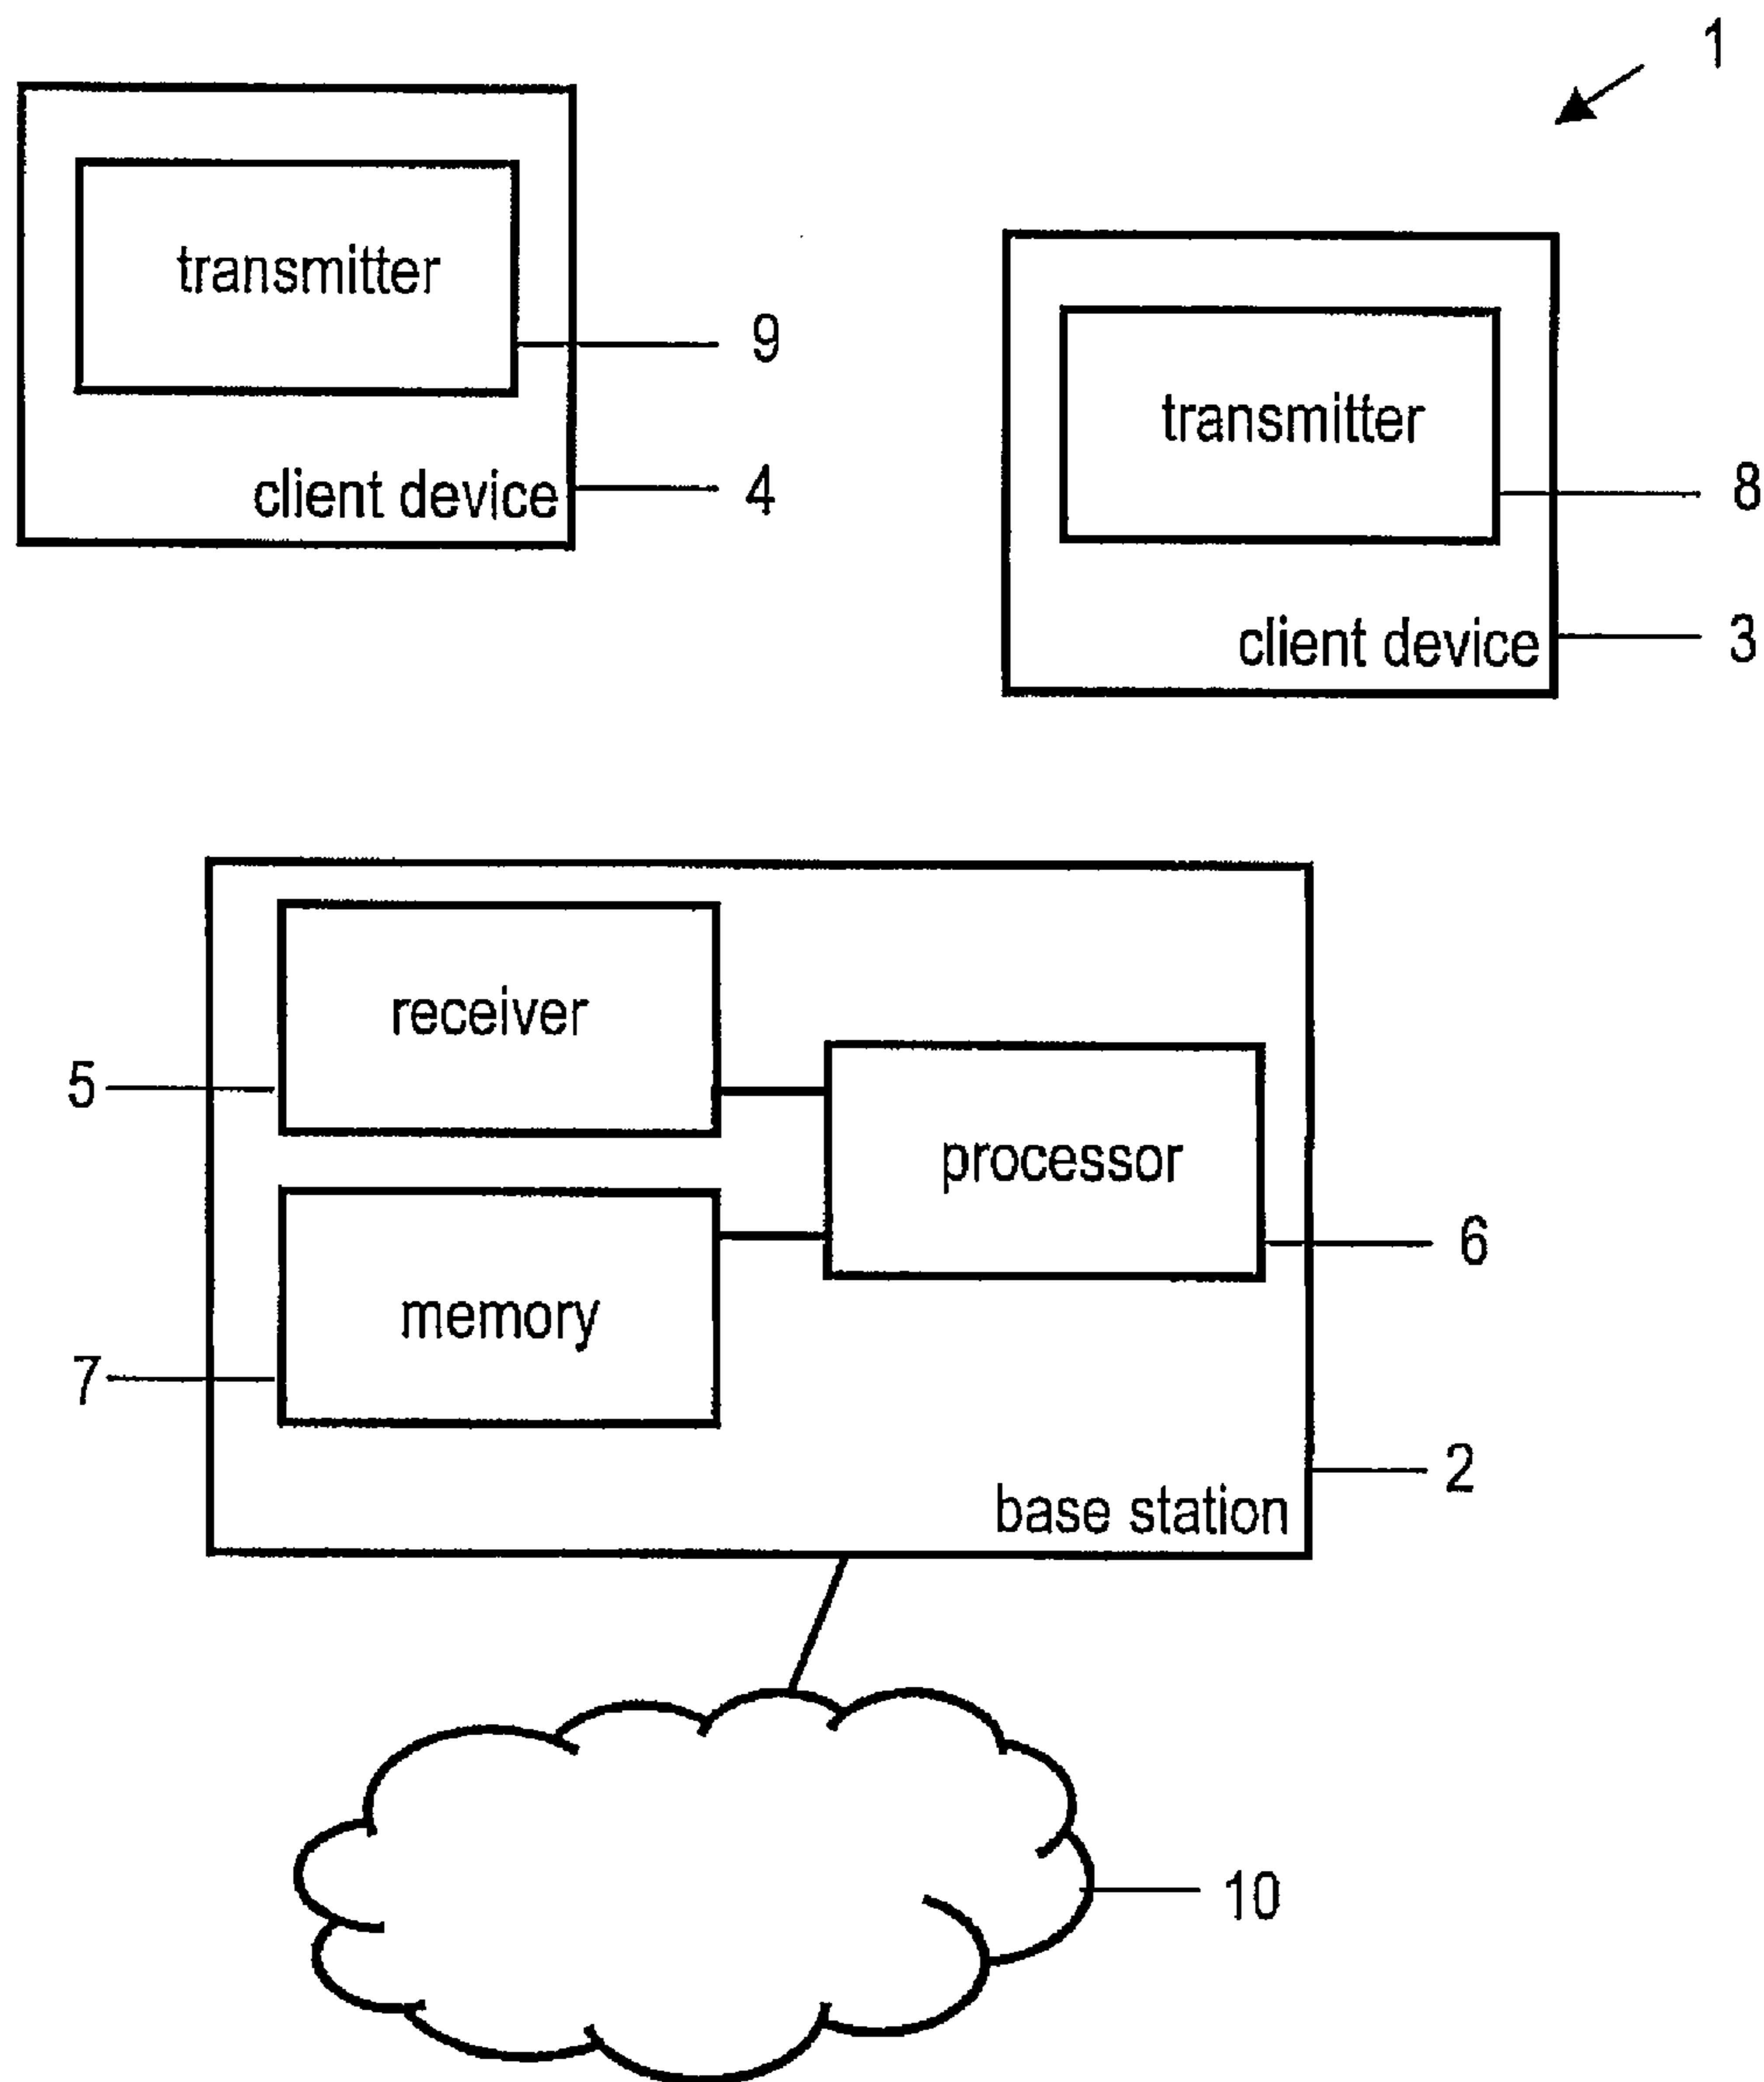 1
transmitter
9
client device
4
transmitter
8
client device
3
receiver
5
processor
6
memory
7
base station
2
10